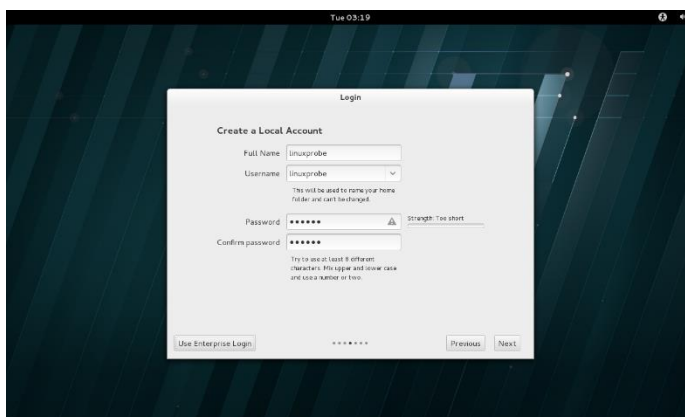 Tue 03:19
Login
Create a Local Account
Full Name linuxprobe
Username linuxprobe
This will be used to name your home
folder and can't be changed.
Password ●●●●●● Strength: Too short
Confirm password ●●●●●●
Try to use at least 8 different
characters. Mix upper and lower case
and use a number or two.
Use Enterprise Login Previous Next